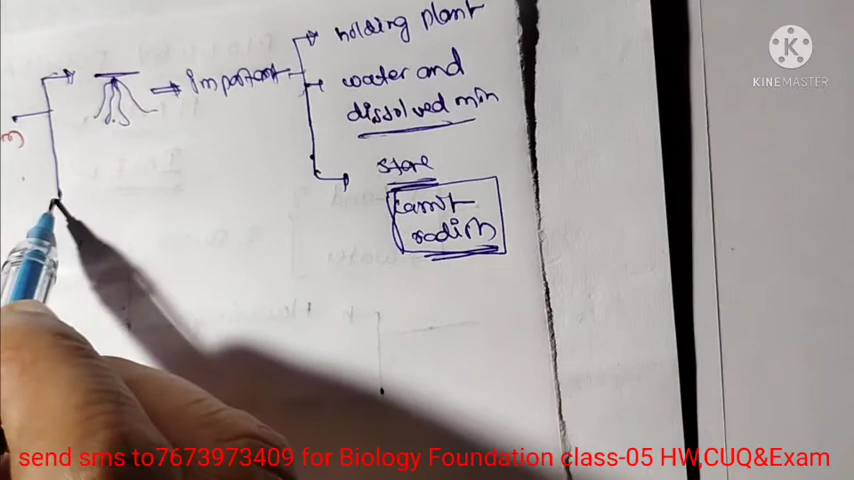 holding plant
important
water and
dissolved min
store
carrot
radish
KINEMASTER
send sms to7673973409 for Biology Foundation class-05 HW,CUQ&Exam